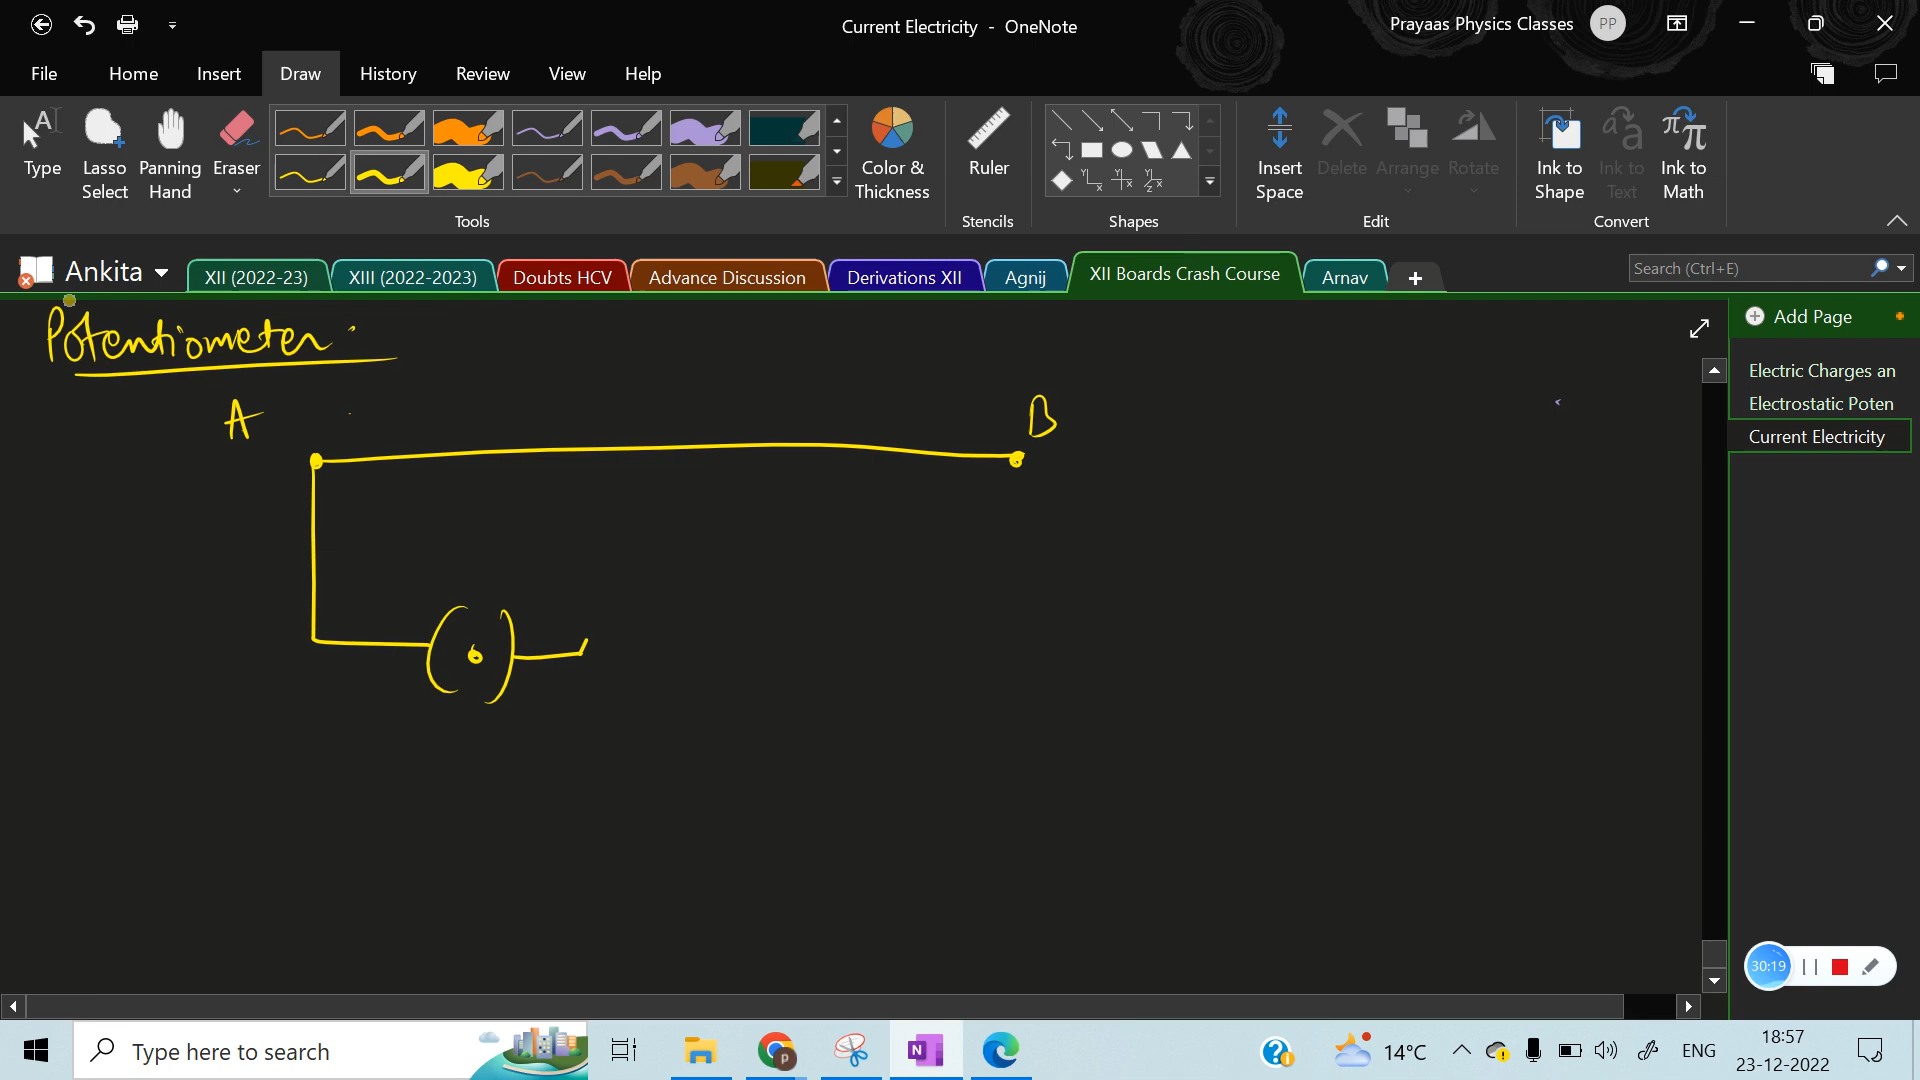 Current Electricity - OneNote
Prayaas Physics Classes PP
File Home Insert Draw History Review View Help
Type
Lasso Select
Panning Hand
Eraser
Color & Thickness
Ruler
Insert Space
Delete
Arrange
Rotate
Ink to Shape
Ink to Text
Ink to Math
Tools Stencils Shapes Edit Convert
Ankita XII (2022-23) XIII (2022-2023) Doubts HCV Advance Discussion Derivations XII Agnij XII Boards Crash Course Arnav + Search (Ctrl+E)
Potentiometer :
Add Page
Electric Charges an
Electrostatic Poten
Current Electricity
A B
30:19
Type here to search
14°C ENG 18:57
23-12-2022